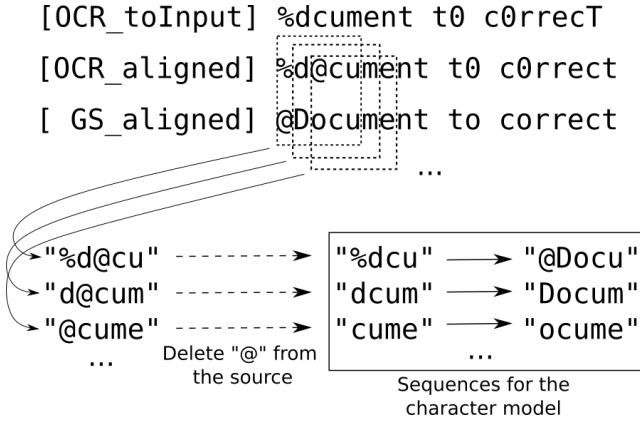 [OCR_toInput] %dcument t0 c0rrecT
[OCR_aligned] %d@cument t0 c0rrect
[ GS_aligned] @Document to correct
...
"%d@cu" "%dcu" "@Docu"
"d@cum" "dcum" "Docum"
"@cume" "cume" "ocume"
... Delete "@" from ...
the source
Sequences for the
character model